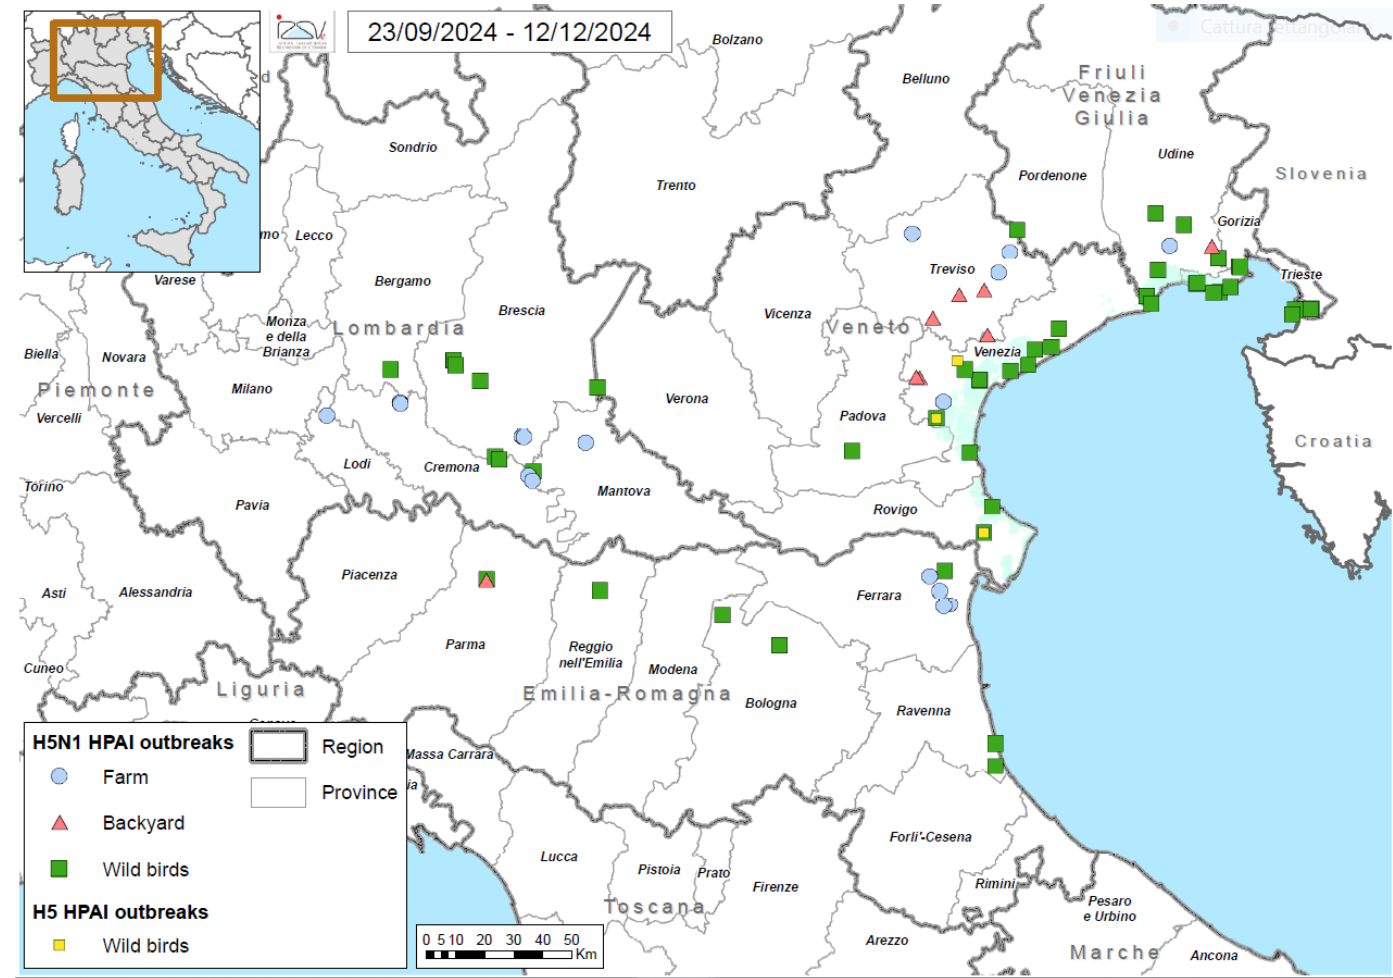 23/09/2024 - 12/12/2024
Cattura rettangolar
Bolzano
Belluno
Friuli
Venezia
Giulia
d
Sondrio
Udine
Trento
Pordenone
Slovenia
Gorizia
mo
Lecco
Treviso
Trieste
Varese
Bergamo
Brescia
Vicenza
Veneto
Monza
e della
Brianza
Lombardia
Biella
Novara
Venezia
Piemonte
Milano
Verona
Padova
Vercelli
Croatia
Lodi
Cremona
Torino
Mantova
Pavia
Rovigo
Piacenza
Asti
Alessandria
Ferrara
Parma
Reggio
nell'Emilia
Cuneo
Modena
Liguria
Emilia-Romagna
Bologna
Ravenna
Genova
Massa Carrara
ia
H5N1 HPAI outbreaks
Region
Farm
Province
Backyard
Wild birds
H5 HPAI outbreaks
Wild birds
Forli'-Cesena
Lucca
Pistoia
Prato
Firenze
Rimini
Pesaro
e Urbino
Toscana
Arezzo
Marche
Ancona
0 5 10 20 30 40 50
Km